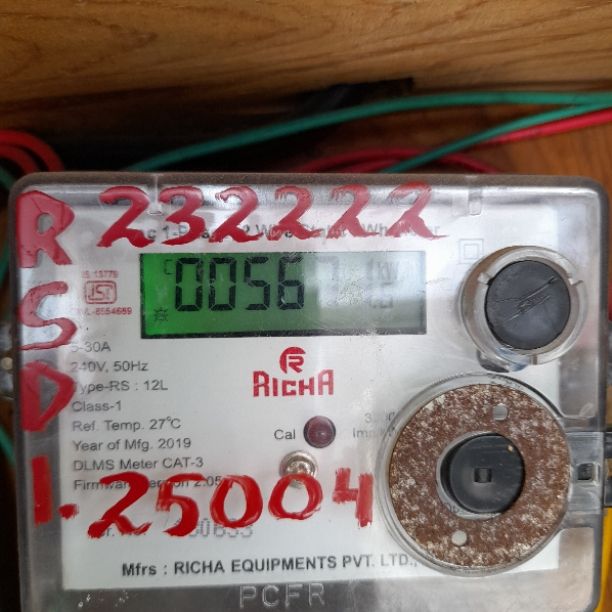 R 232222
S
D
1.25004
IS 13779
ISI
0056
kW
5-30A
240V, 50Hz
Type-RS : 12L
Class-1
Ref. Temp. 27°C
Year of Mfg. 2019
DLMS Meter CAT-3
R
RICHA
Cal
Mfrs : RICHA EQUIPMENTS PVT. LTD.,
PCFR